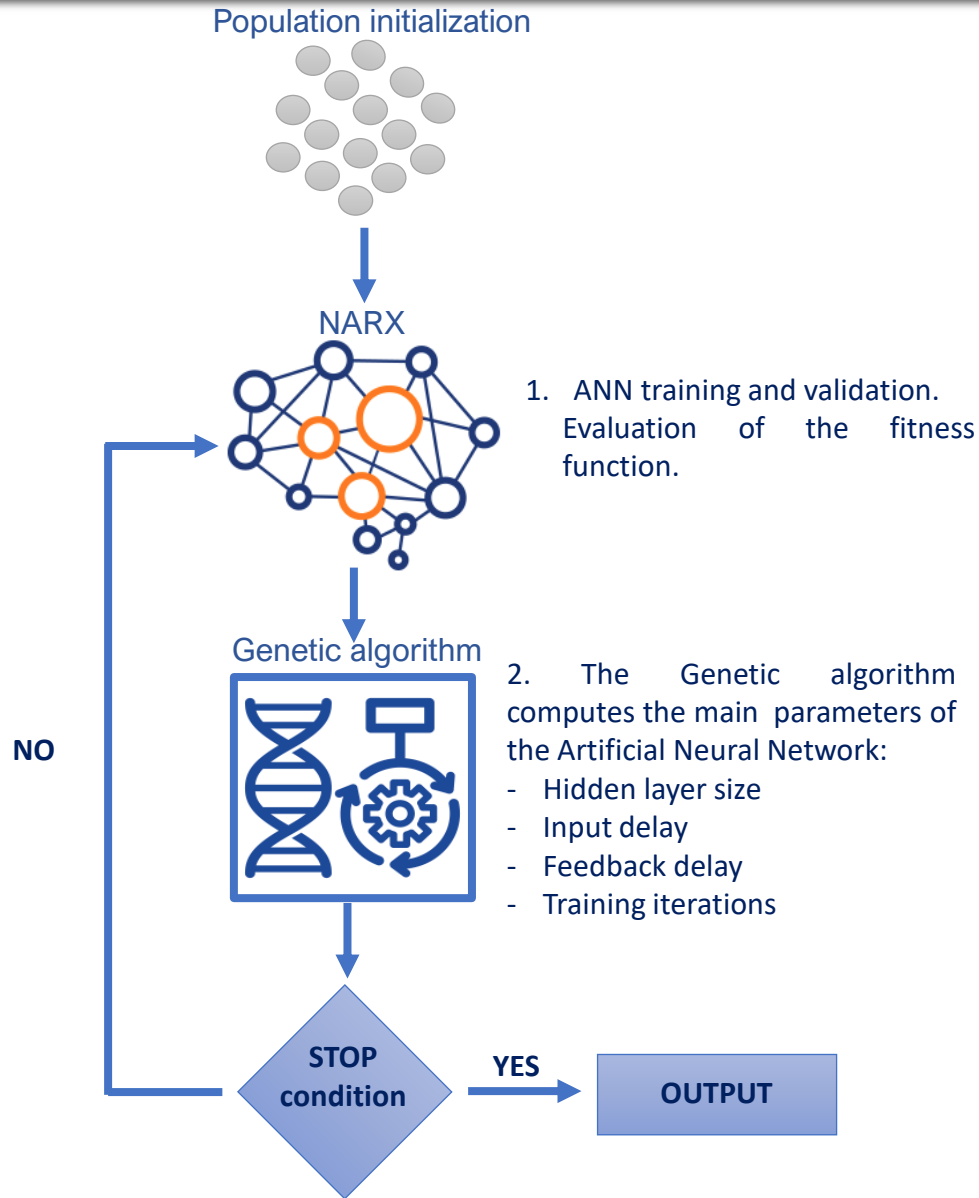 Population initialization
NARX
1. ANN training and validation.
Evaluation of the fitness
function.
Genetic algorithm
2. The Genetic algorithm
computes the main parameters of
the Artificial Neural Network:
- Hidden layer size
- Input delay
- Feedback delay
- Training iterations
NO
STOP
condition
YES
OUTPUT